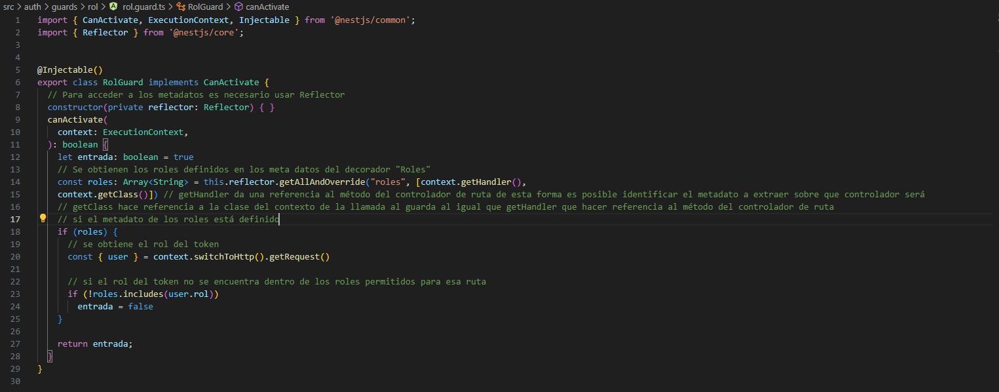 src > auth > guards > rol > rol.guard.ts > RolGuard > canActivate
1 import { CanActivate, ExecutionContext, Injectable } from '@nestjs/common';
2 import { Reflector } from '@nestjs/core';
3
4
5 @Injectable()
6 export class RolGuard implements CanActivate {
7 // Para acceder a los metadatos es necesario usar Reflector
8 constructor(private reflector: Reflector) { }
9 canActivate(
10 context: ExecutionContext,
11 ): boolean {
12 let entrada: boolean = true
13 // Se obtienen los roles definidos en los meta datos del decorador "Roles"
14 const roles: Array<String> = this.reflector.getAllAndOverride("roles", [context.getHandler(),
15 context.getClass()]) // getHandler da una referencia al método del controlador de ruta de esta forma es posible identificar el metadato a extraer sobre que controlador será
16 // getClass hace referencia a la clase del contexto de la llamada al guarda al igual que getHandler que hacer referencia al método del controlador de ruta
17 // si el metadato de los roles está definido
18 if (roles) {
19 // se obtiene el rol del token
20 const { user } = context.switchToHttp().getRequest()
21
22 // si el rol del token no se encuentra dentro de los roles permitidos para esa ruta
23 if (!roles.includes(user.rol))
24 entrada = false
25 }
26
27 return entrada;
28 }
29 }
30